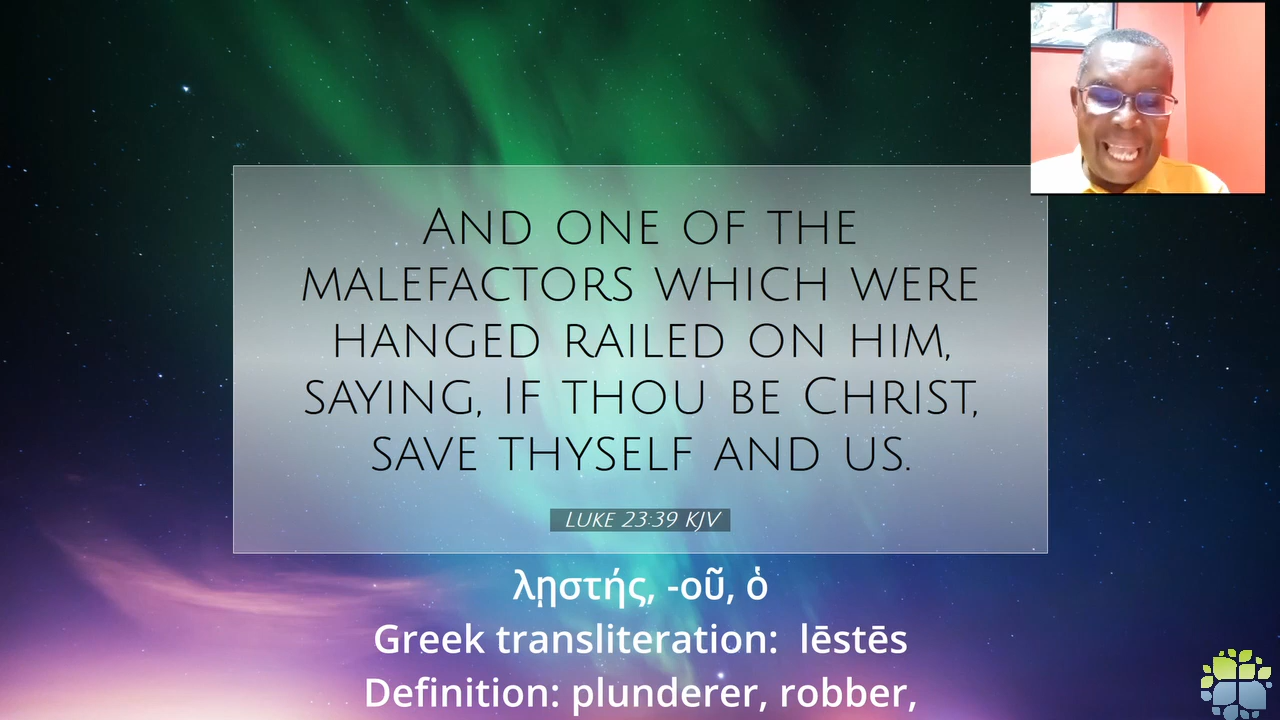 And one of the
malefactors which were
hanged railed on him,
saying, If thou be Christ,
save thyself and us.
Luke 23:39 KJV
λῃστής, -οῦ, ὁ
Greek transliteration: lēstēs
Definition: plunderer, robber,